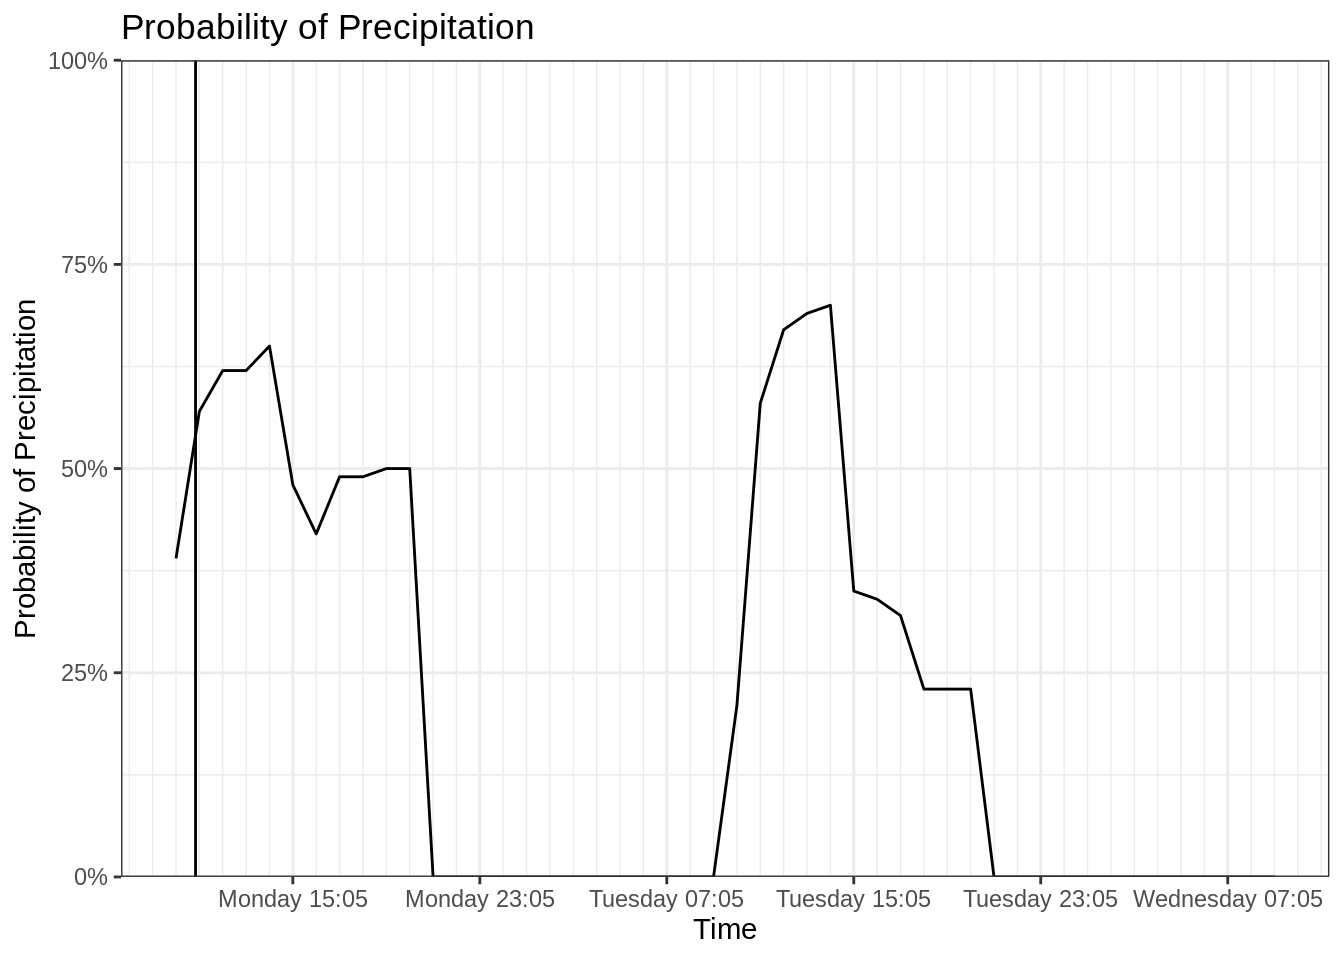 Probability of Precipitation
Probability of Precipitation
100%
75%
50%
25%
0%
Monday 15:05
Monday 23:05
Tuesday 07:05
Tuesday 15:05
Tuesday 23:05
Wednesday 07:05
Time